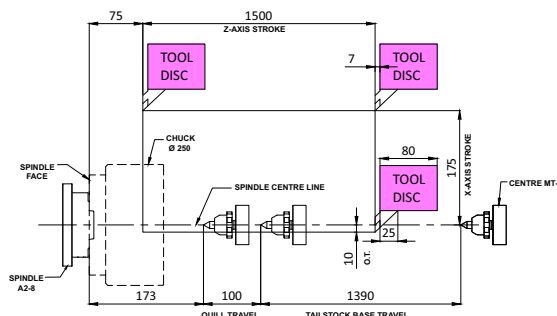 75
1500
Z-AXIS STROKE
TOOL
DISC
7
TOOL
DISC
CHUCK
Ø 250
80
SPINDLE
FACE
TOOL
DISC
175
X-AXIS STROKE
SPINDLE CENTRE LINE
CENTRE MT-
10
O.T.
25
SPINDLE
A2-8
173
100
1390
QUILL TRAVEL
TAILSTOCK BASE TRAVEL